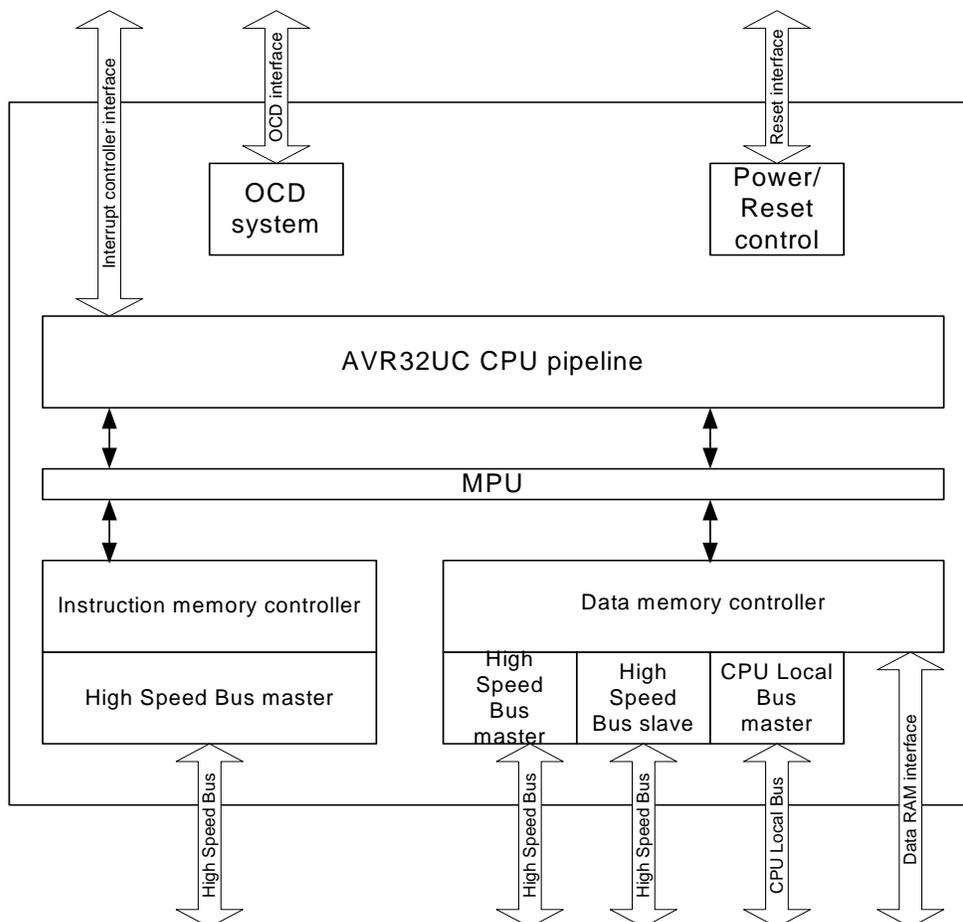 Interrupt controller interface
OCD interface
Reset interface
OCD
system
Power/
Reset
control
AVR32UC CPU pipeline
MPU
Instruction memory controller
High Speed Bus master
Data memory controller
High
Speed
Bus
master
High
Speed
Bus slave
CPU Local
Bus
master
High Speed Bus
High Speed Bus
High Speed Bus
CPU Local Bus
Data RAM interface